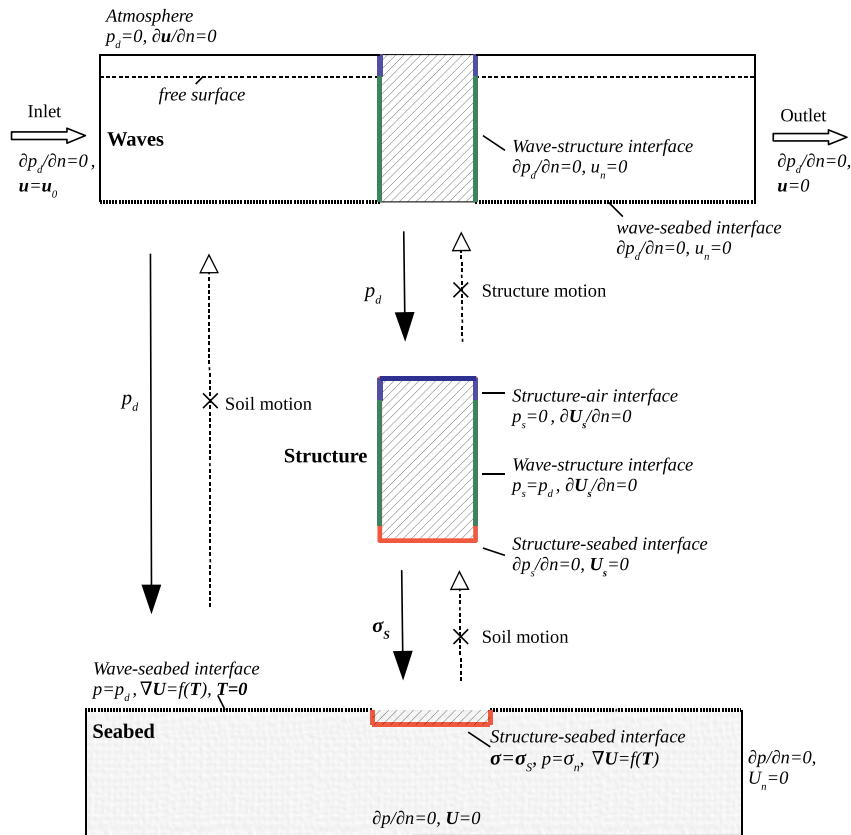 Atmosphere
p_d=0, ∂u/∂n=0
free surface
Inlet
∂p_d/∂n=0 ,
u=u_0
Waves
Outlet
∂p_d/∂n=0,
u=0
Wave-structure interface
∂p_d/∂n=0, u_n=0
wave-seabed interface
∂p_d/∂n=0, u_n=0
p_d
Structure motion
p_d
Soil motion
Structure
Structure-air interface
p_s=0 , ∂U_s/∂n=0
Wave-structure interface
p_s=p_d , ∂U_s/∂n=0
Structure-seabed interface
∂p_s/∂n=0, U_s=0
σ_s
Soil motion
Wave-seabed interface
p=p_d , ∇U=f(T), T=0
Seabed
Structure-seabed interface
σ=σ_S, p=σ_n, ∇U=f(T)
∂p/∂n=0,
U_n=0
∂p/∂n=0, U=0